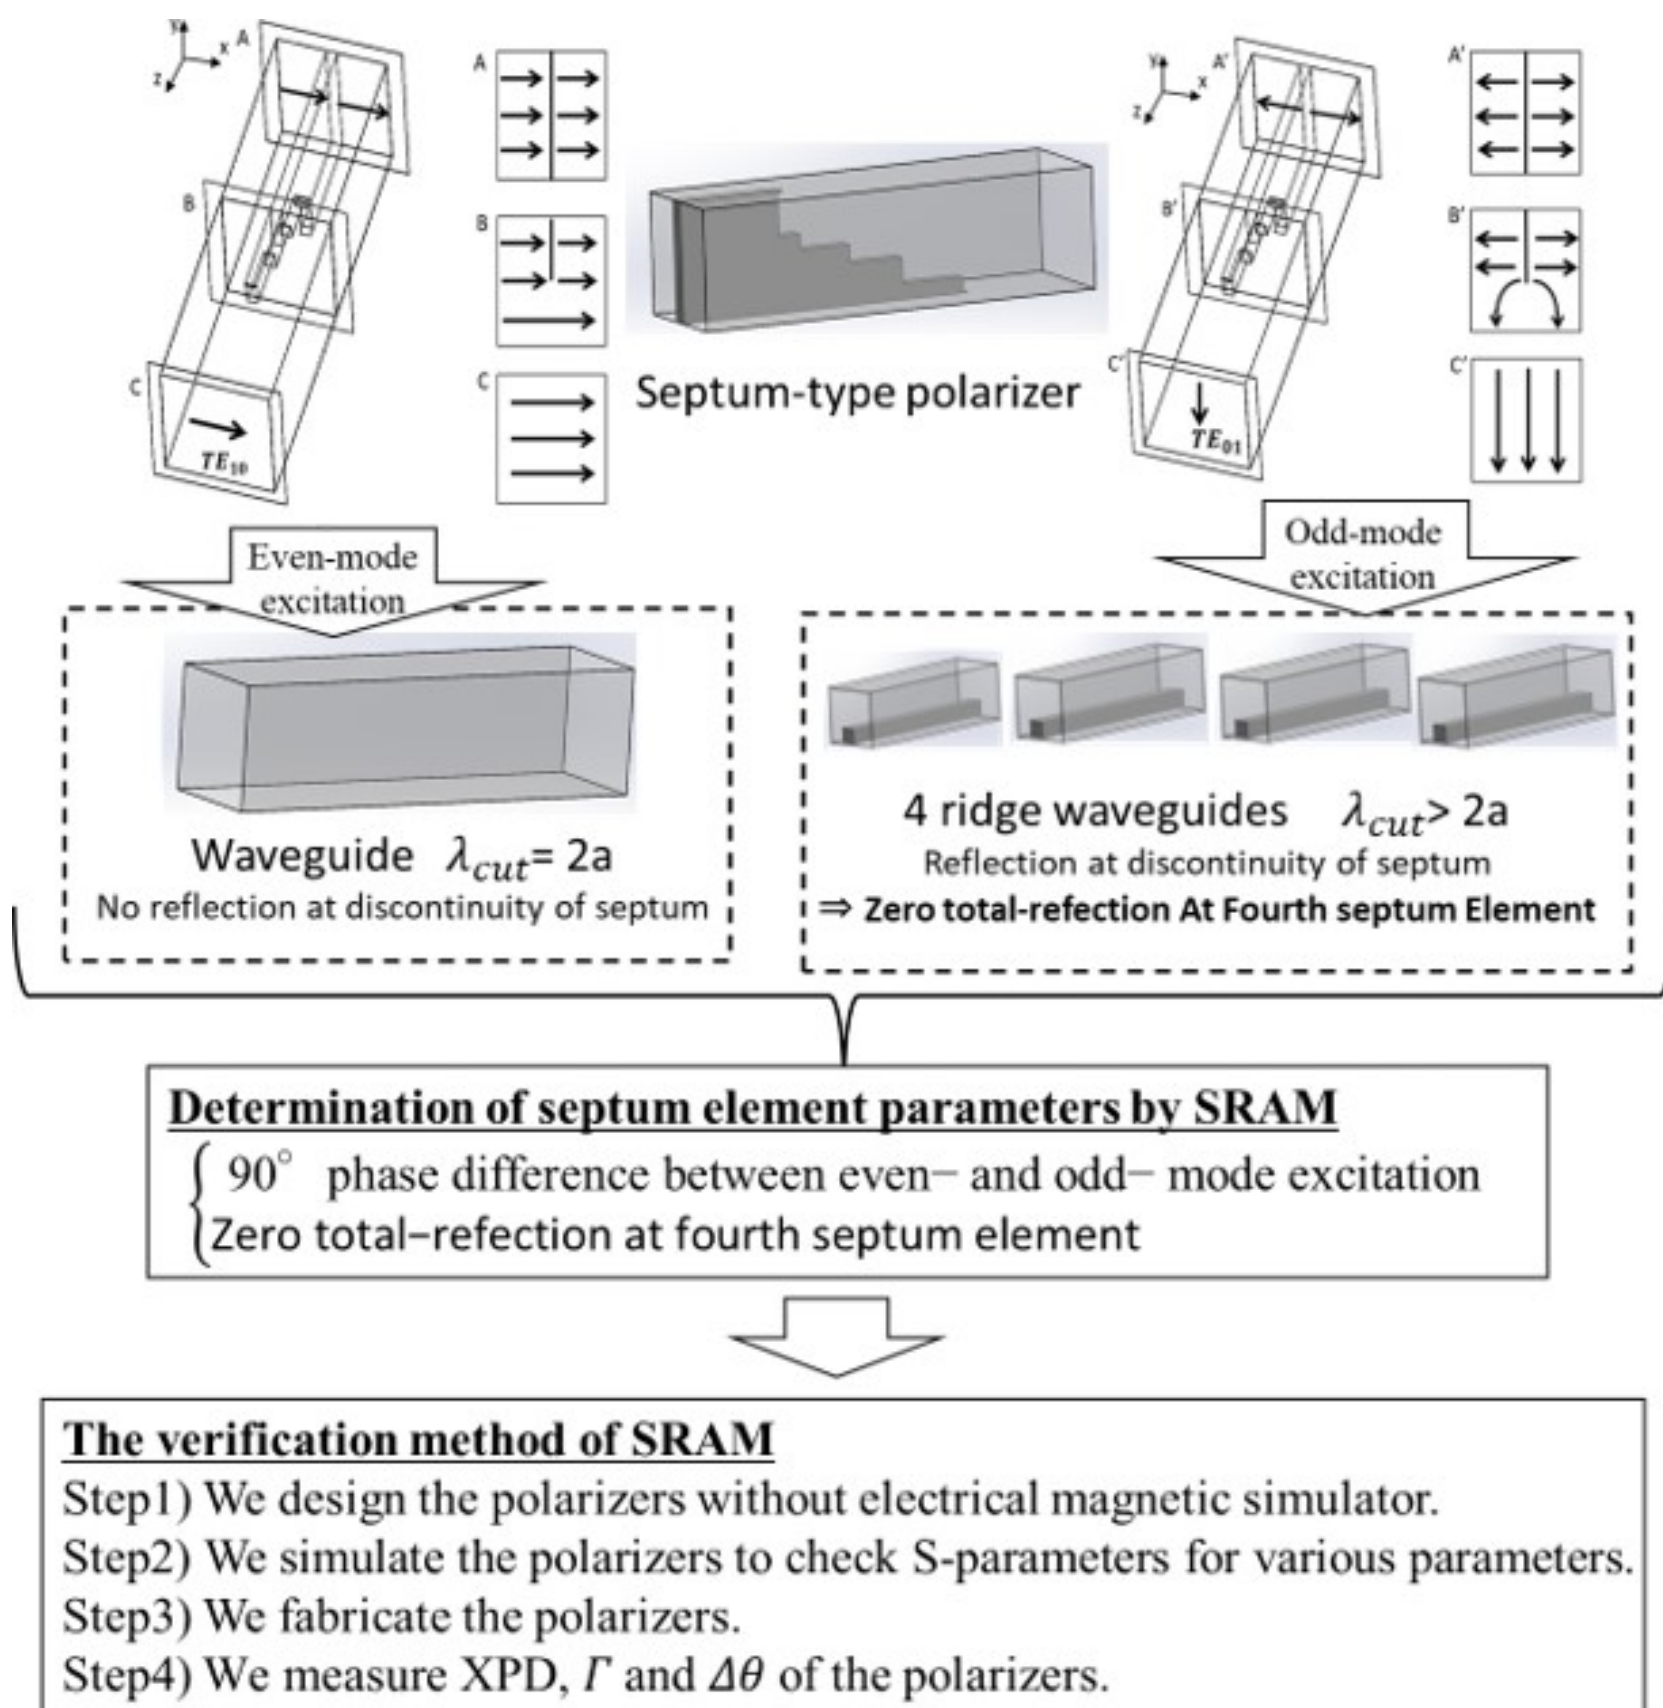 Y
X
Z
A
B
C
TE₁₀
A
B
C
Septum-type polarizer
Y
X
Z
A'
B'
C'
TE₀₁
A'
B'
C'
Even-mode
excitation
Odd-mode
excitation
Waveguide λcut= 2a
No reflection at discontinuity of septum
4 ridge waveguides λcut> 2a
Reflection at discontinuity of septum
⇒ Zero total-refection At Fourth septum Element
Determination of septum element parameters by SRAM
90° phase difference between even− and odd− mode excitation
Zero total−refection at fourth septum element
The verification method of SRAM
Step1) We design the polarizers without electrical magnetic simulator.
Step2) We simulate the polarizers to check S-parameters for various parameters.
Step3) We fabricate the polarizers.
Step4) We measure XPD, Γ and Δθ of the polarizers.